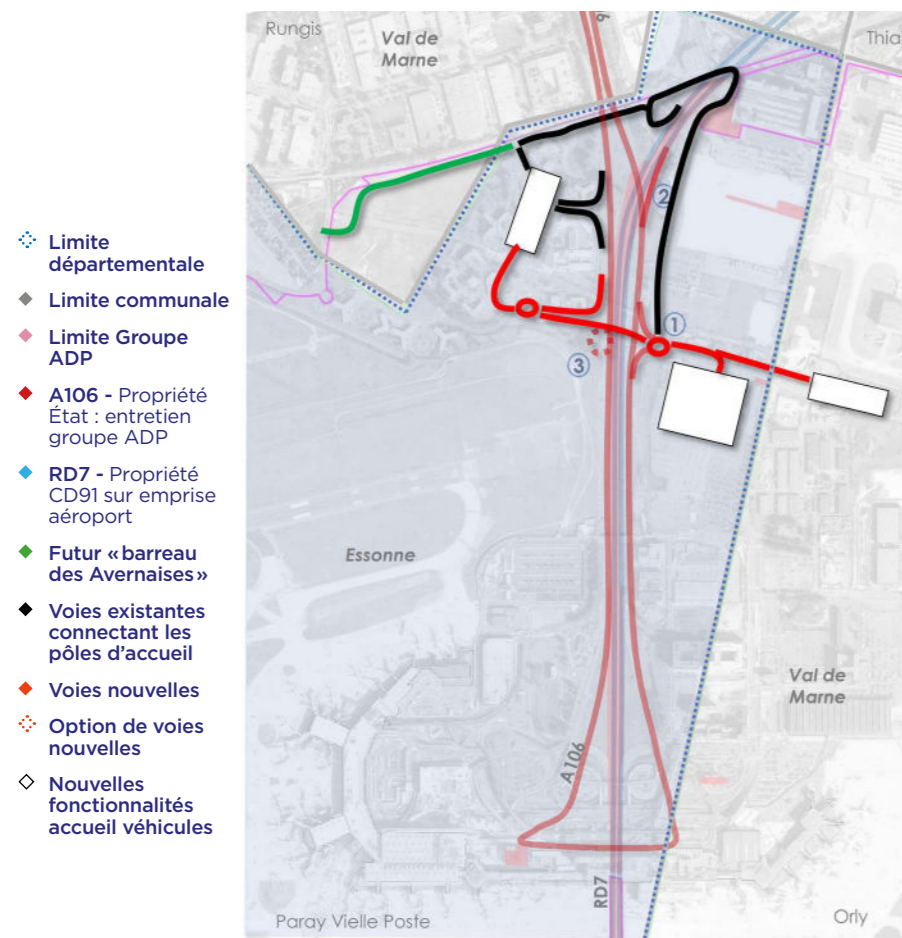 Limite
départementale
Limite communale
Limite Groupe
ADP
A106 - Propriété
État : entretien
groupe ADP
RD7 - Propriété
CD91 sur emprise
aéroport
Futur «barreau
des Avernaises»
Voies existantes
connectant les
pôles d'accueil
Voies nouvelles
Option de voies
nouvelles
Nouvelles
fonctionnalités
accueil véhicules
Rungis
Val de
Marne
Thia
②
①
③
Essonne
Val de
Marne
A106
RD7
Paray Vielle Poste
Orly